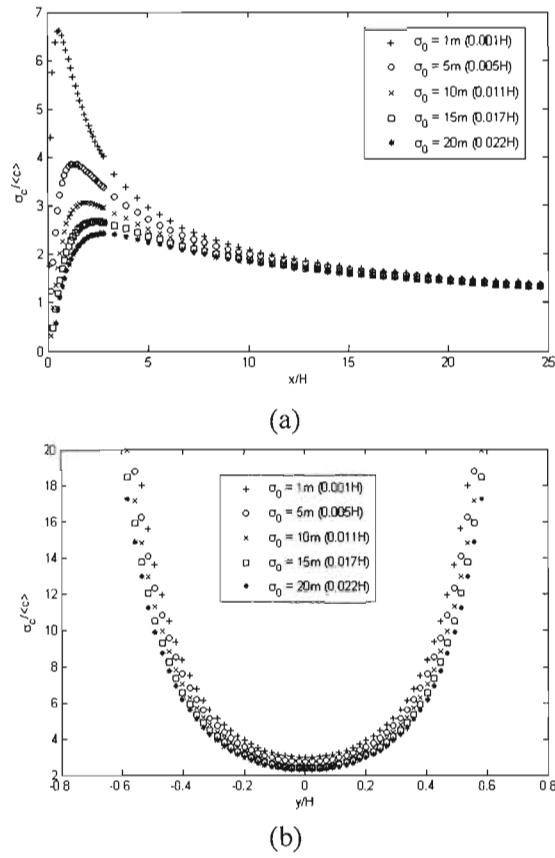 7
6
5
4
3
2
1
0
σc/<c>
0
5
10
15
20
25
x/H
+ σ0 = 1m (0.001H)
o σ0 = 5m (0.005H)
× σ0 = 10m (0.011H)
□ σ0 = 15m (0.017H)
• σ0 = 20m (0.022H)
(a)
20
18
16
14
12
10
8
6
4
2
σc/<c>
-0.8
-0.6
-0.4
-0.2
0
0.2
0.4
0.6
0.8
y/H
+ σ0 = 1m (0.001H)
o σ0 = 5m (0.005H)
× σ0 = 10m (0.011H)
□ σ0 = 15m (0.017H)
• σ0 = 20m (0.022H)
(b)